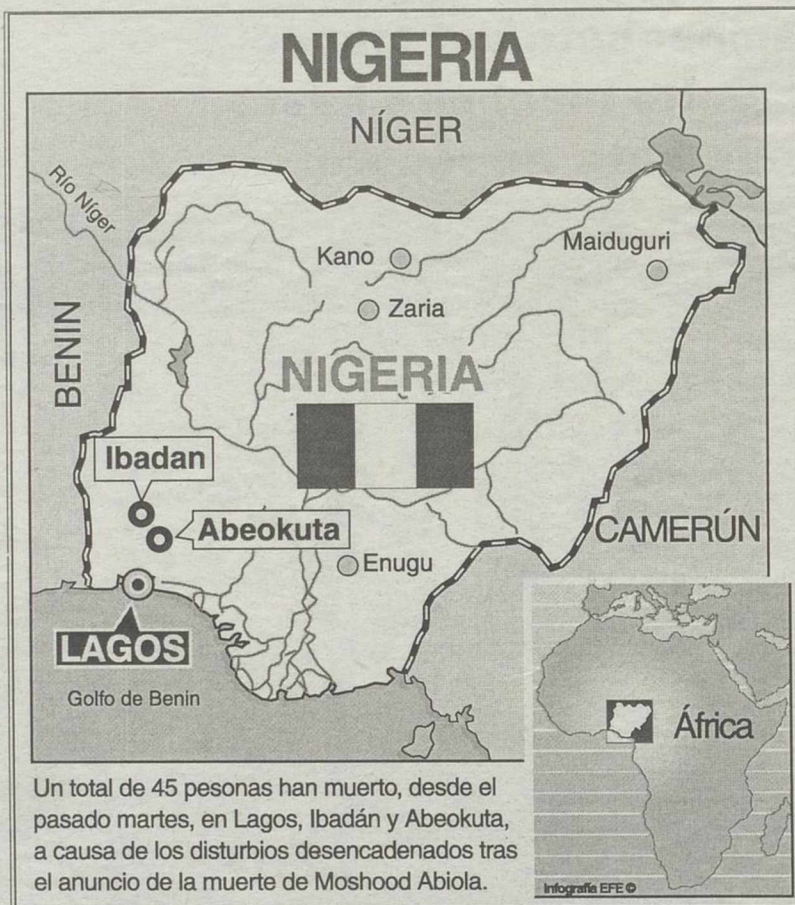 NIGERIA
NÍGER
Río Níger
Kano
Maiduguri
Zaria
BENIN
NIGERIA
Ibadan
Abeokuta
CAMERÚN
Enugu
LAGOS
Golfo de Benin
África
Un total de 45 pesonas han muerto, desde el
pasado martes, en Lagos, Ibadán y Abeokuta,
a causa de los disturbios desencadenados tras
el anuncio de la muerte de Moshood Abiola.
Infografía EFE ©